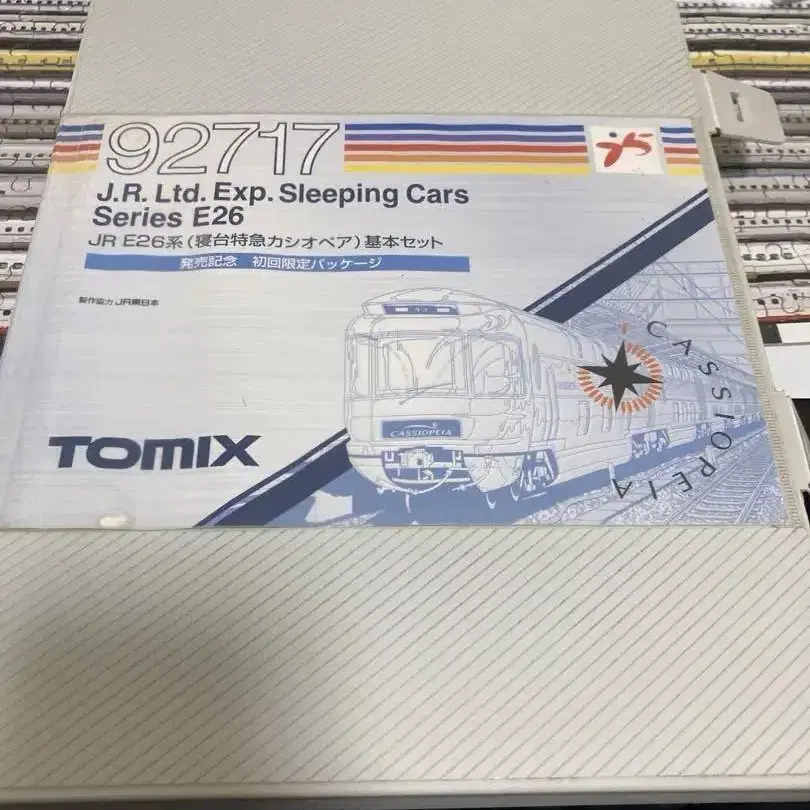 92717
J.R. Ltd. Exp. Sleeping Cars
Series E26
JR E26系(寝台特急カシオペア)基本セット
発売記念 初回限定パッケージ
製作協力 JR東日本
CASSIOPEIA
CASSIOPEIA
TOMIX